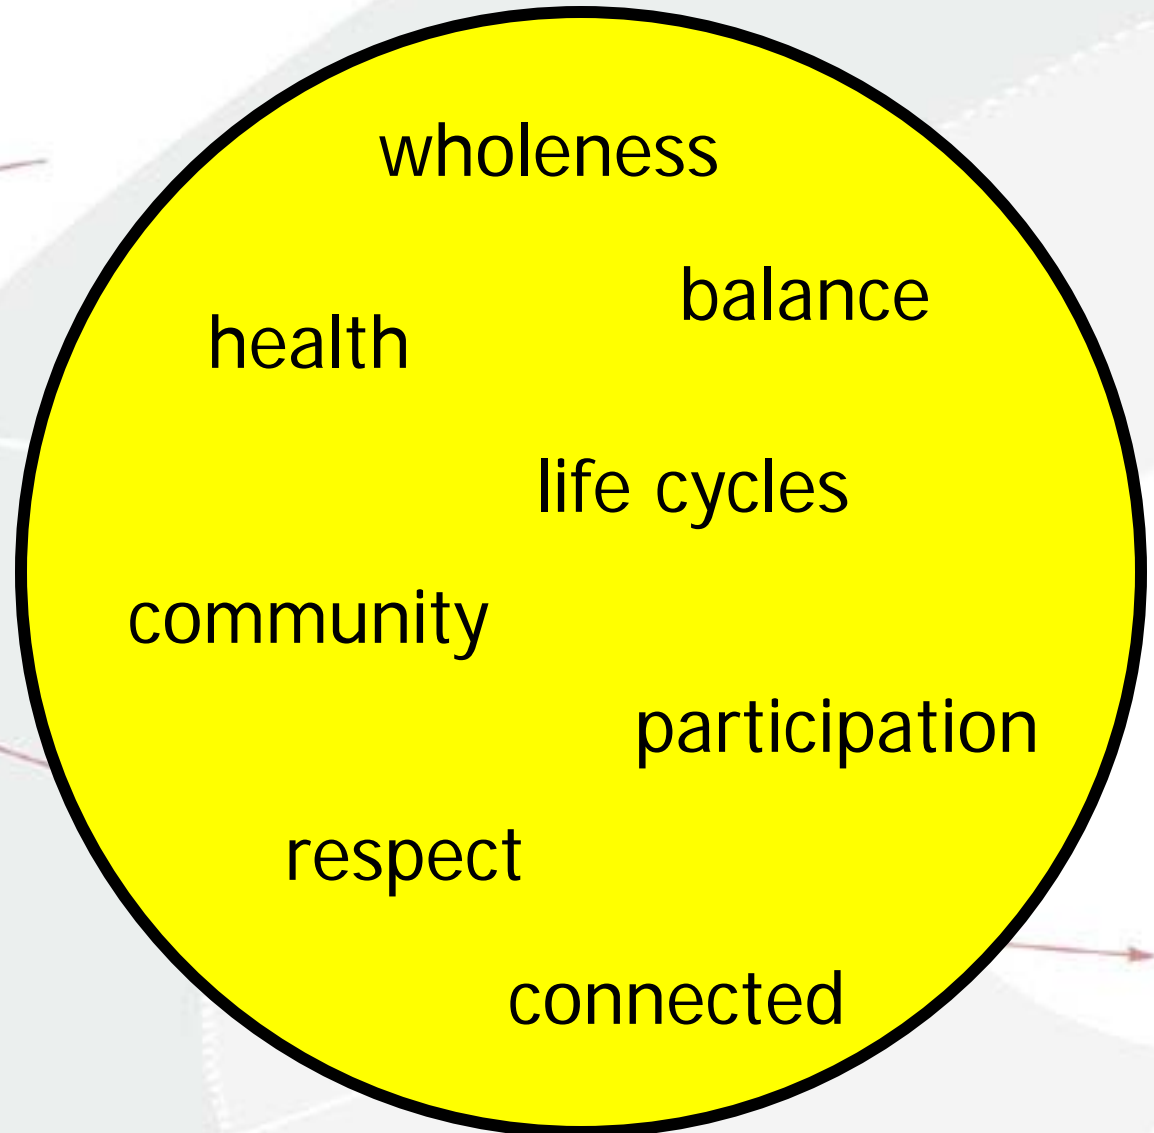 wholeness
balance
health
life cycles
community
participation
respect
connected